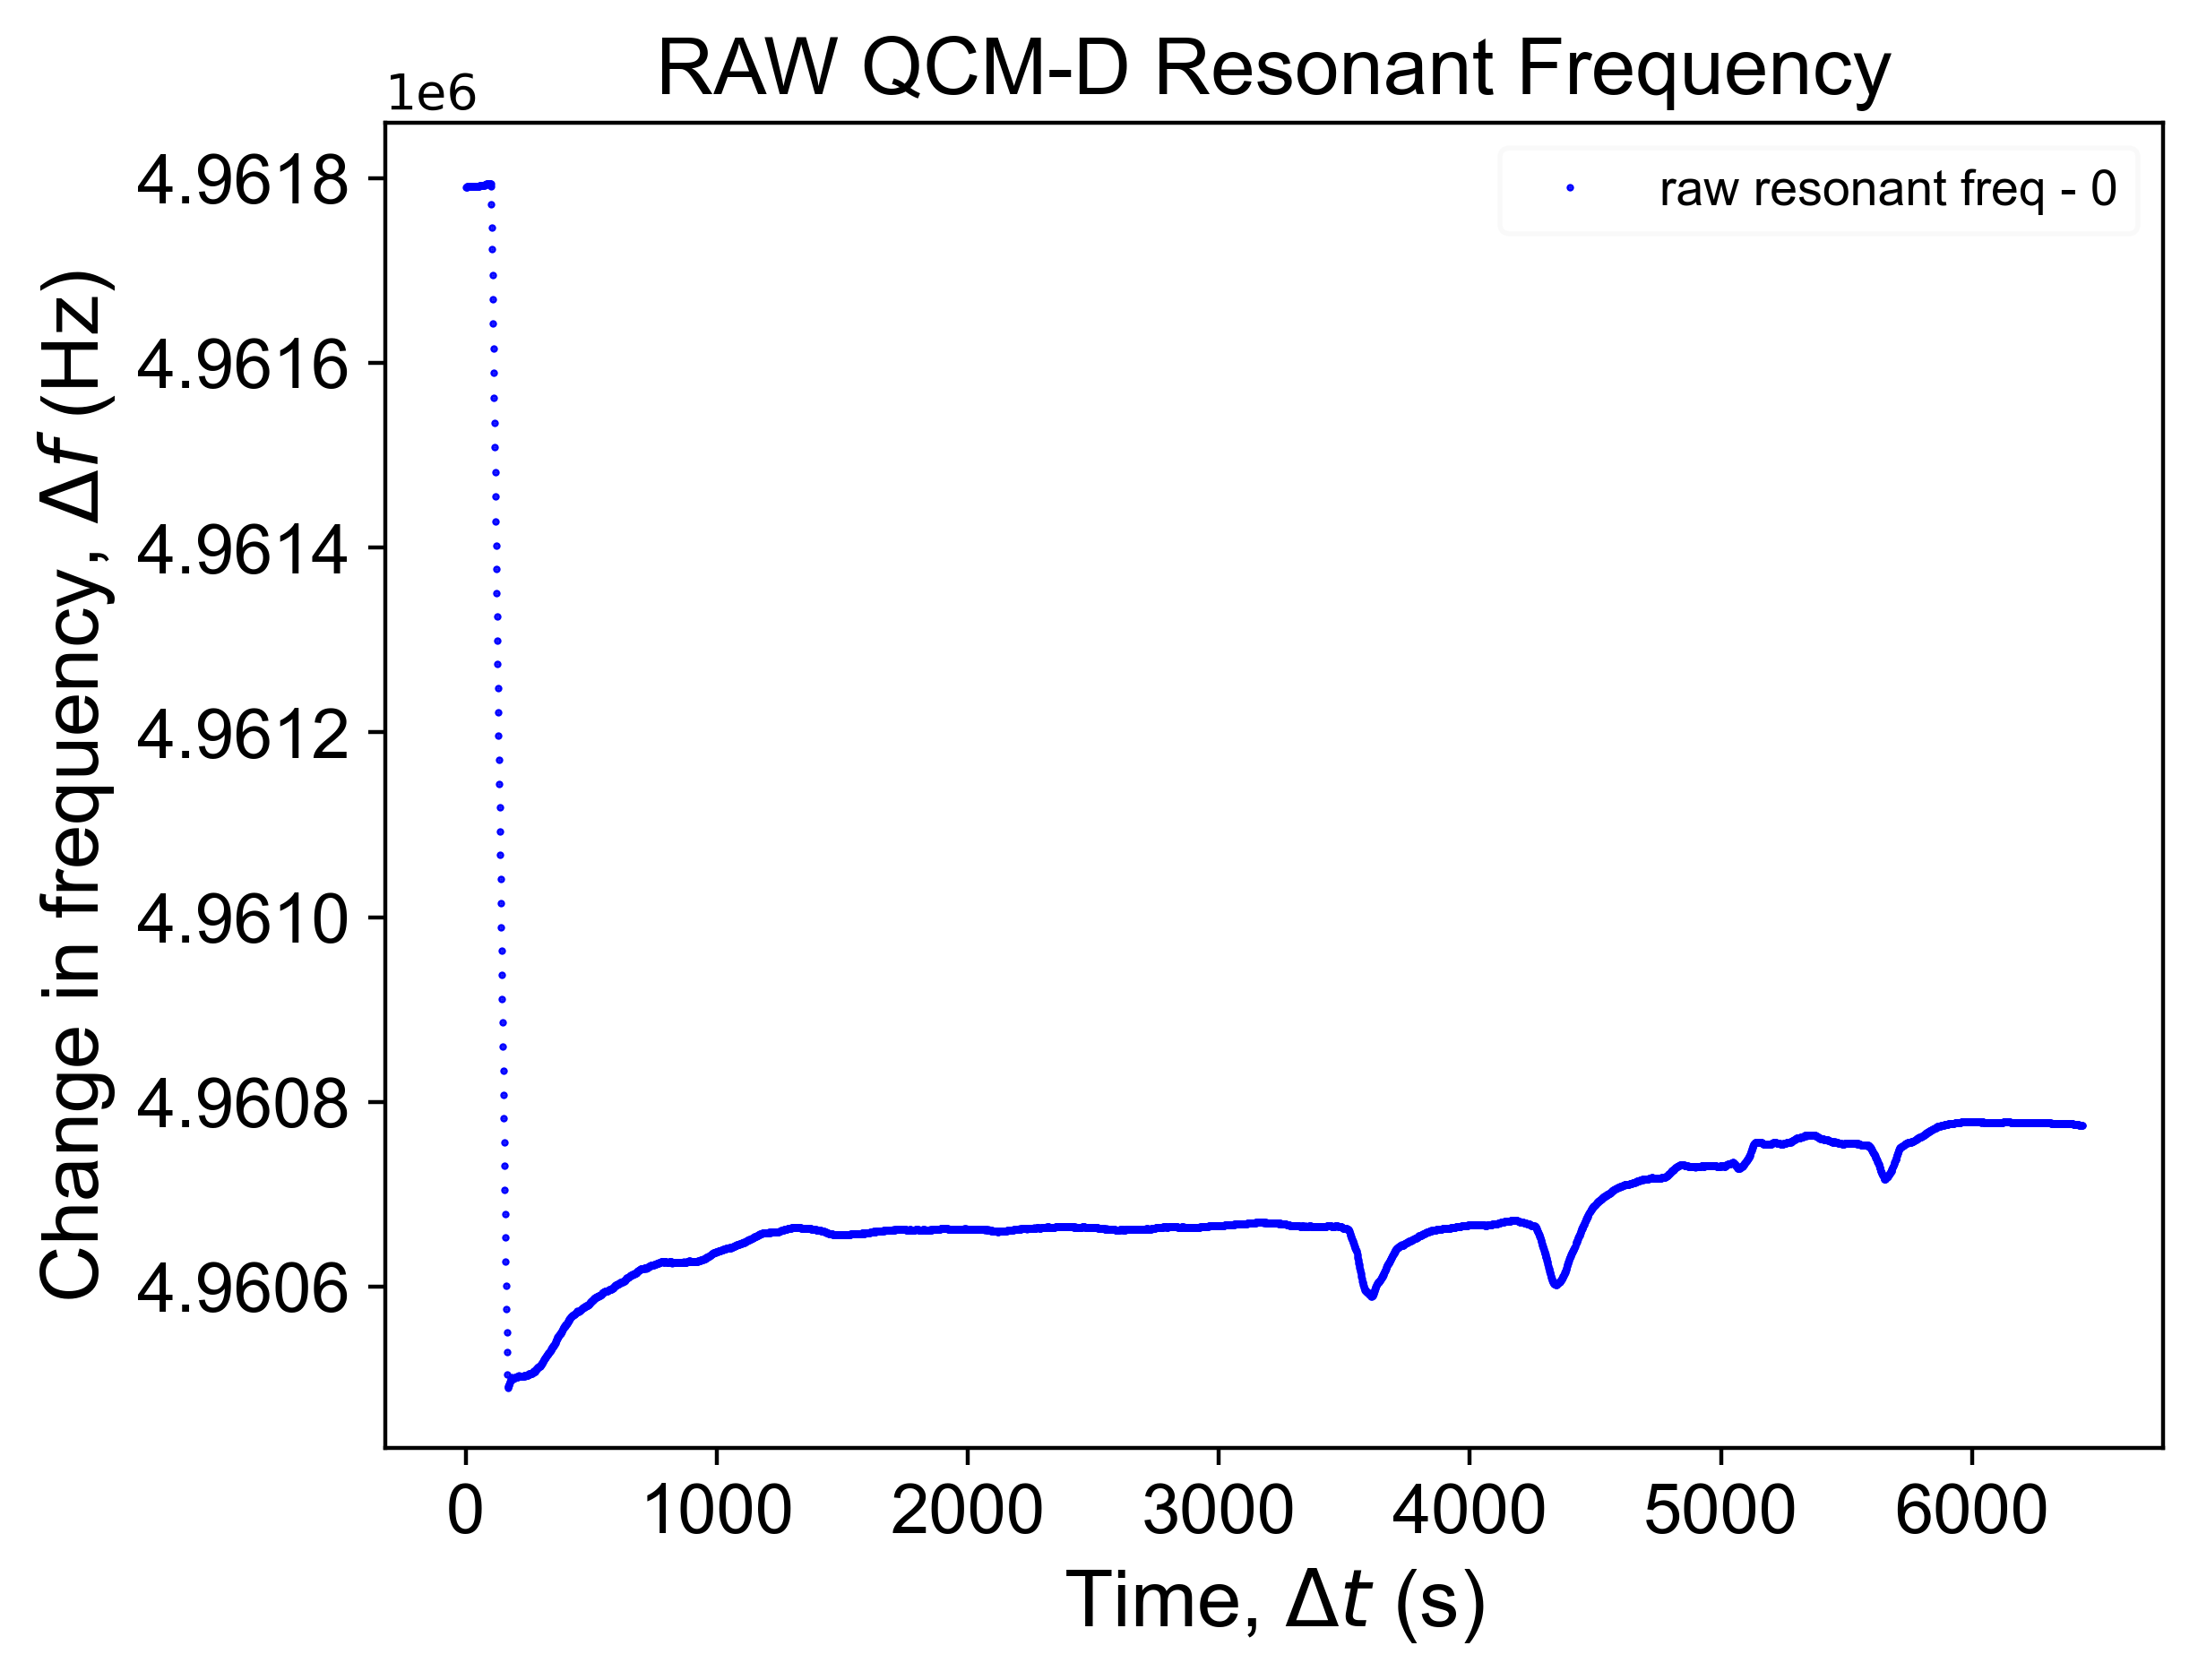 RAW QCM-D Resonant Frequency
1e6
raw resonant freq - 0
4.9618
4.9616
4.9614
4.9612
4.9610
4.9608
4.9606
Change in frequency, Δf (Hz)
0 1000 2000 3000 4000 5000 6000
Time, Δt (s)